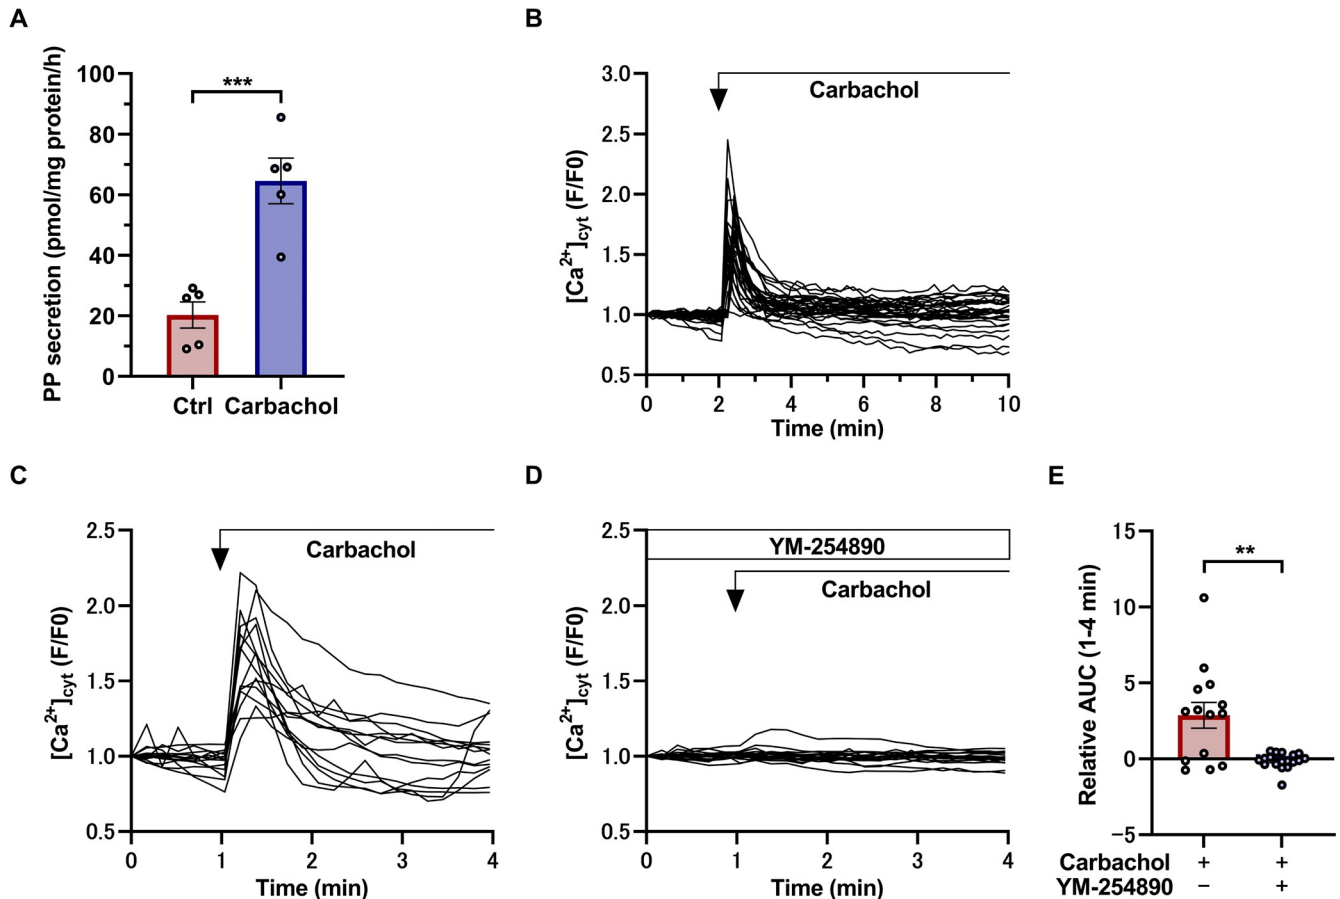 A
PP secretion (pmol/mg protein/h)
100
80
60
40
20
0
***
Ctrl Carbachol
B
[Ca2+]cyt (F/F0)
3.0
2.5
2.0
1.5
1.0
0.5
Carbachol
0 2 4 6 8 10
Time (min)
C
[Ca2+]cyt (F/F0)
2.5
2.0
1.5
1.0
0.5
Carbachol
0 1 2 3 4
Time (min)
D
[Ca2+]cyt (F/F0)
2.5
2.0
1.5
1.0
0.5
YM-254890
Carbachol
0 1 2 3 4
Time (min)
E
Relative AUC (1-4 min)
15
10
5
0
−5
**
Carbachol + +
YM-254890 − +